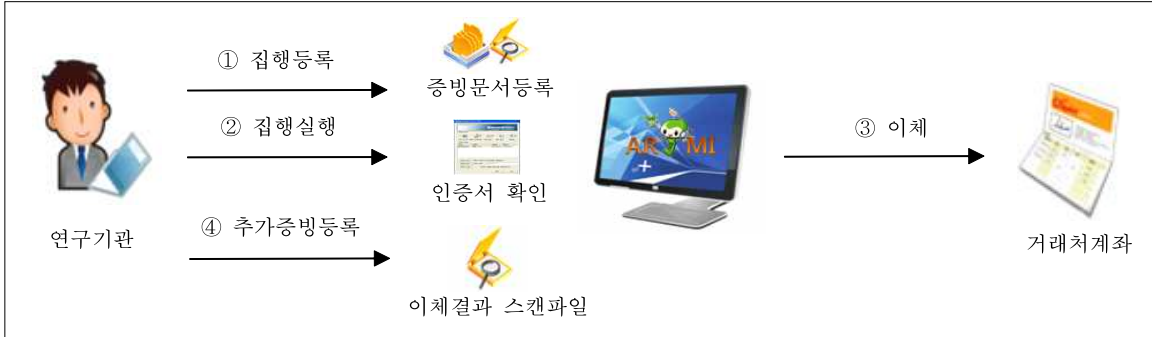 ① 집행등록
증빙문서등록
② 집행실행
인증서 확인
③ 이체
④ 추가증빙등록
이체결과 스캔파일
연구기관
거래처계좌